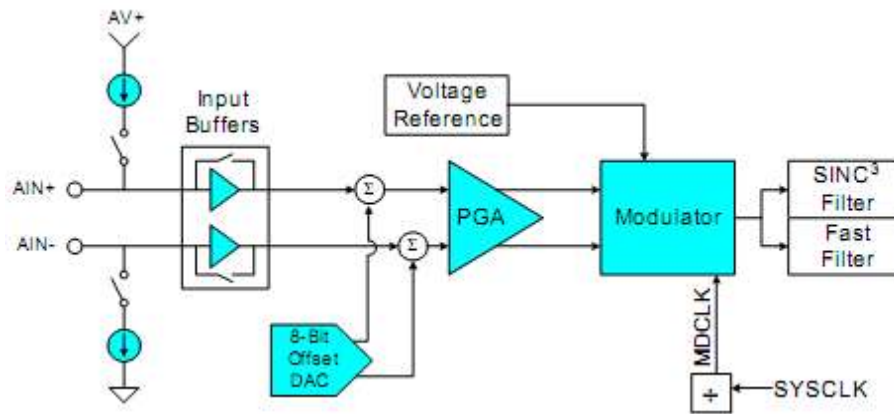 AV+
Input
Buffers
Voltage
Reference
AIN+
Σ
PGA
Modulator
SINC³
Filter
AIN-
Σ
Fast
Filter
8-Bit
Offset
DAC
MDCLK
÷
SYSCLK